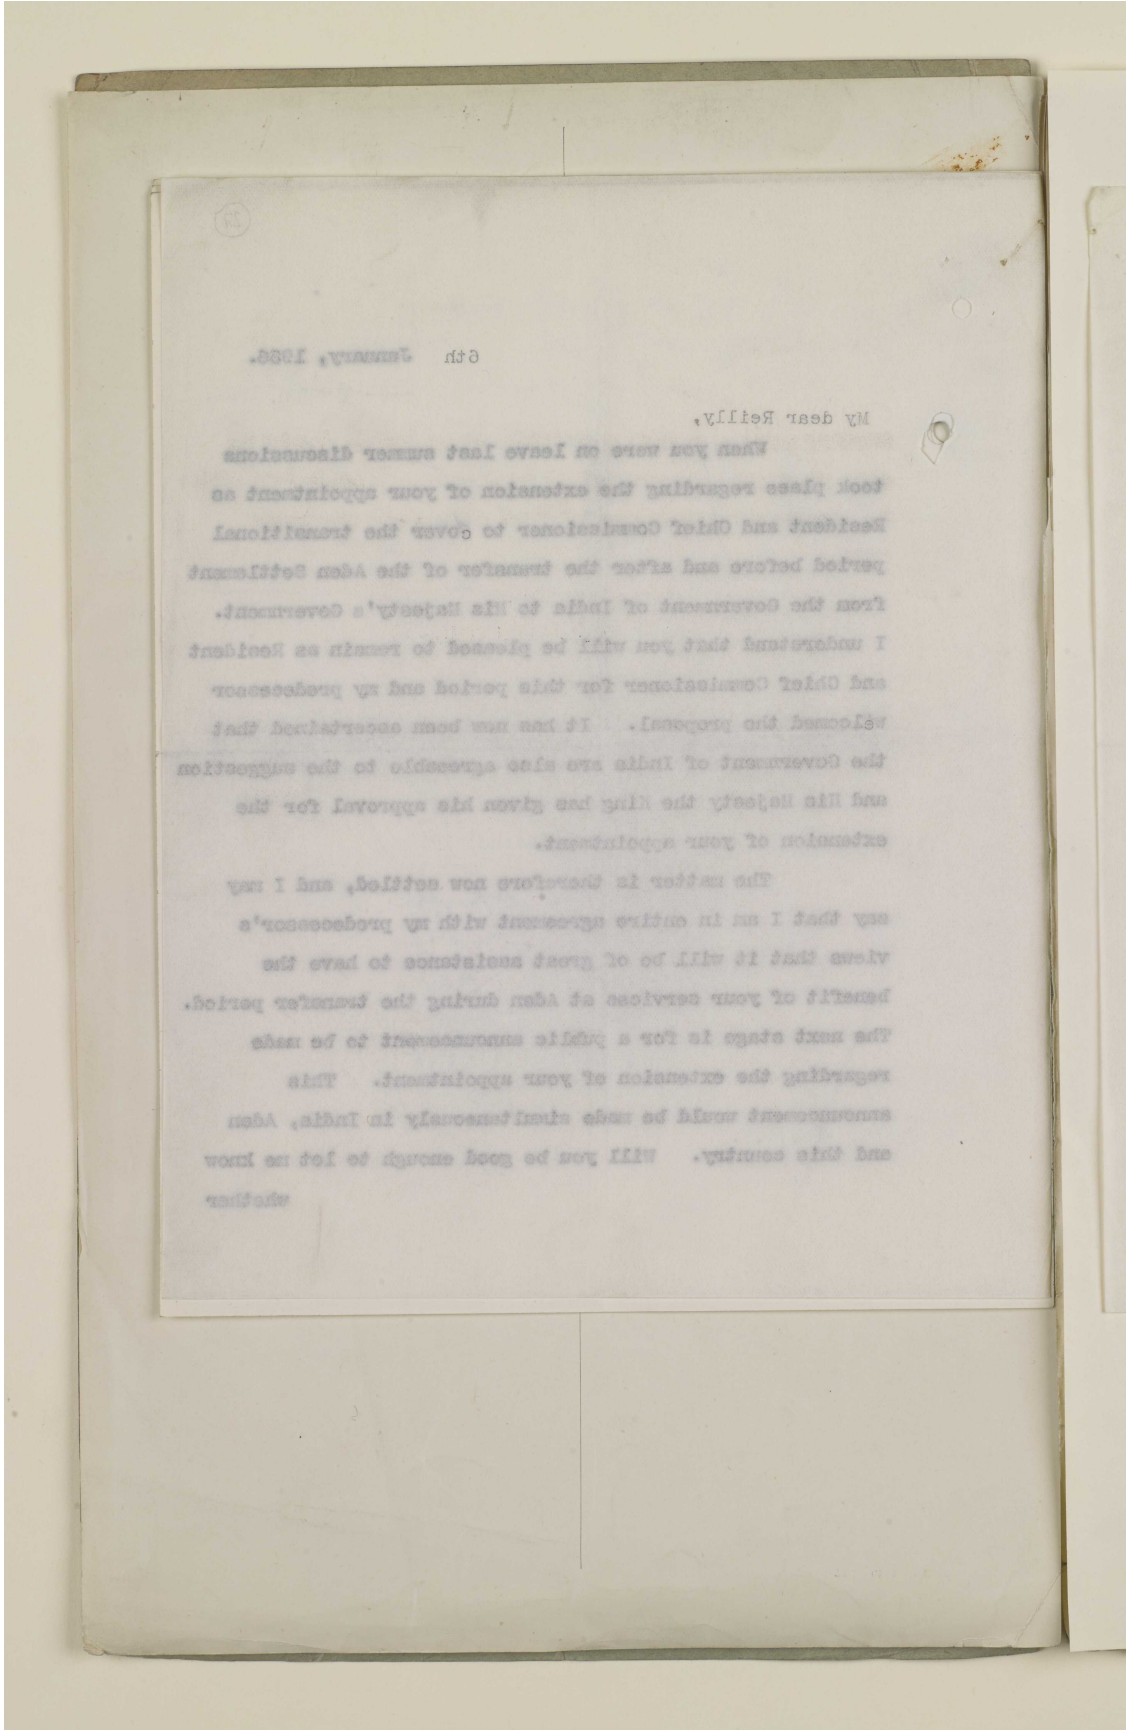 6th January, 1936.
My dear Reilly,
When you were on leave last summer discussions
took place regarding the extension of your appointment as
Resident and Chief Commissioner to cover the transitional
period before and after the transfer of the Aden Settlement
from the Government of India to His Majesty's Government.
I understand that you will be pleased to remain as Resident
and Chief Commissioner for this period and my predecessor
welcomed the proposal. It has now been ascertained that
the Government of India are also agreeable to the suggestion
and His Majesty the King has given his approval for the
extension of your appointment.
The matter is therefore now settled, and I may
say that I am in entire agreement with my predecessor's
views that it will be of great assistance to have the
benefit of your services at Aden during the transfer period.
The next stage is for a public announcement to be made
regarding the extension of your appointment. This
announcement would be made simultaneously in India, Aden
and this country. Will you be good enough to let me know
whether